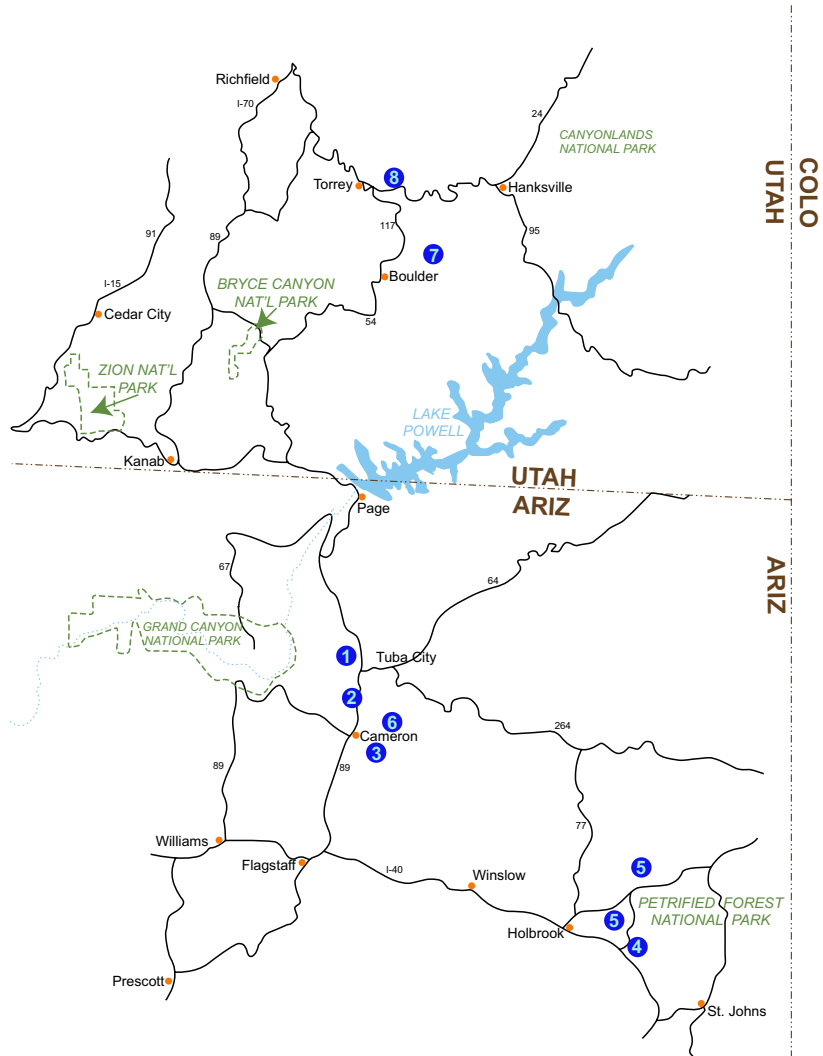 Richfield
I-70
24
CANYONLANDS
NATIONAL PARK
COLO
UTAH
8
Torrey
Hanksville
117
91
89
95
7
Boulder
I-15
BRYCE CANYON
NAT'L PARK
Cedar City
54
ZION NAT'L
PARK
LAKE
POWELL
Kanab
UTAH
ARIZ
Page
ARIZ
67
64
GRAND CANYON
NATIONAL PARK
1
Tuba City
2
6
Cameron
3
264
89
89
77
Williams
Flagstaff
I-40
Winslow
5
PETRIFIED FOREST
NATIONAL PARK
5
Holbrook
4
Prescott
St. Johns